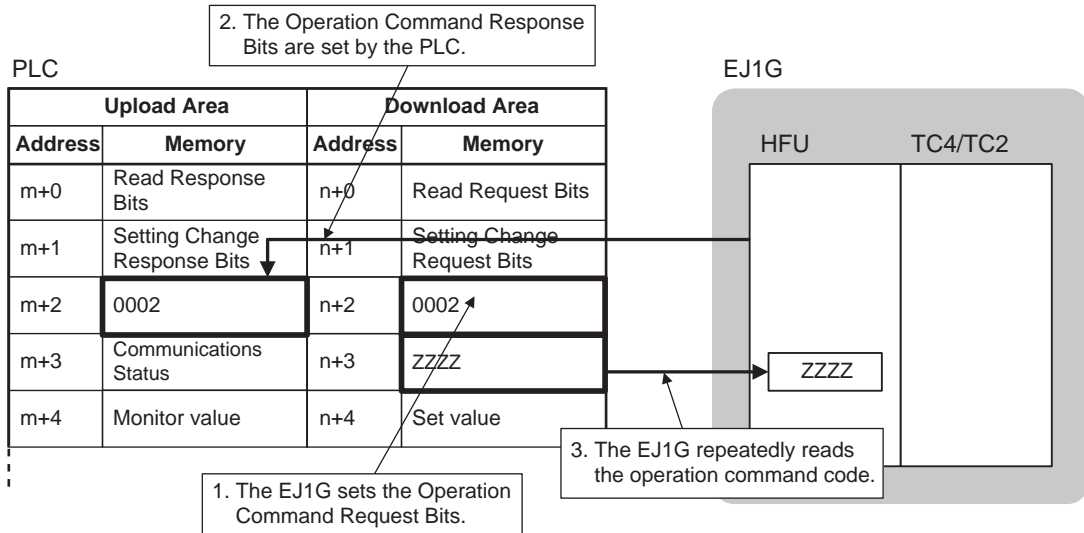 2. The Operation Command Response
Bits are set by the PLC.
PLC
EJ1G
Upload Area Download Area
Address Memory Address Memory
HFU TC4/TC2
m+0 Read Response
Bits n+0 Read Request Bits
m+1 Setting Change
Response Bits n+1 Setting Change
Request Bits
m+2 0002 n+2 0002
m+3 Communications
Status n+3 ZZZZ
ZZZZ
m+4 Monitor value n+4 Set value
3. The EJ1G repeatedly reads
the operation command code.
1. The EJ1G sets the Operation
Command Request Bits.